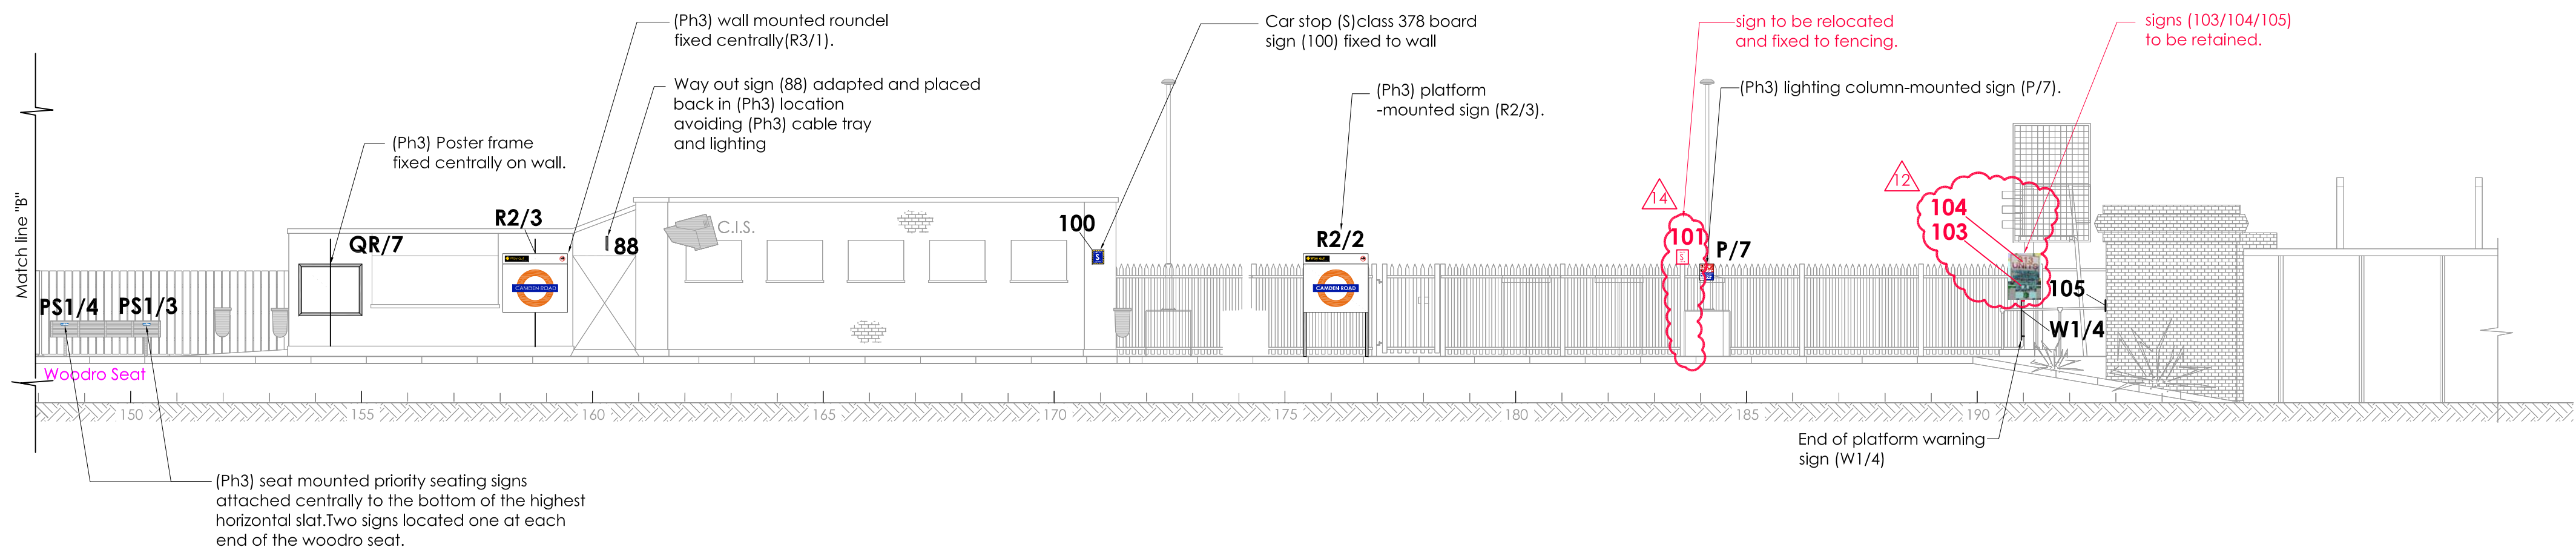 (Ph3) wall mounted roundel
fixed centrally(R3/1).
Car stop (S)class 378 board
sign (100) fixed to wall
sign to be relocated
and fixed to fencing.
signs (103/104/105)
to be retained.
Way out sign (88) adapted and placed
back in (Ph3) location
avoiding (Ph3) cable tray
and lighting
(Ph3) platform
-mounted sign (R2/3).
(Ph3) lighting column-mounted sign (P/7).
(Ph3) Poster frame
fixed centrally on wall.
Match line "B"
14
12
R2/3
QR/7
88
C.I.S.
100
S
R2/2
101
S
P/7
104
103
105
W1/4
PS1/4
PS1/3
Way out
CAMDEN ROAD
Way out
CAMDEN ROAD
Woodro Seat
150
155
160
165
170
175
180
185
190
End of platform warning
sign (W1/4)
(Ph3) seat mounted priority seating signs
attached centrally to the bottom of the highest
horizontal slat.Two signs located one at each
end of the woodro seat.